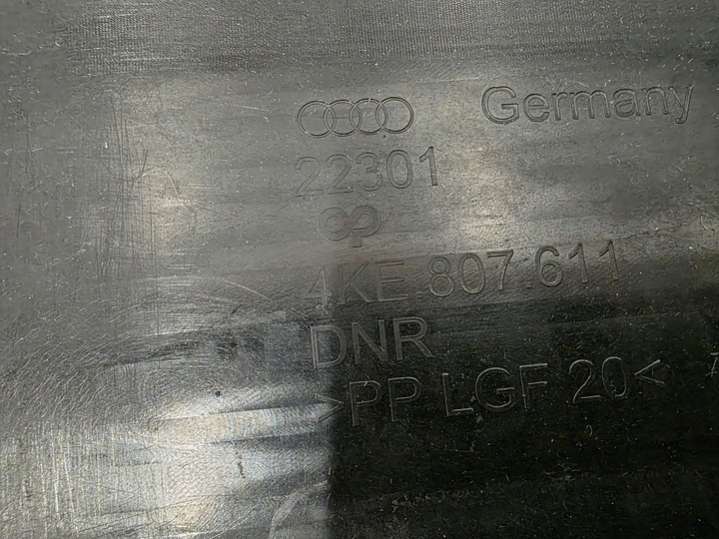 Germany
22301
4KE.807.611
DNR
>PP LGF 20<